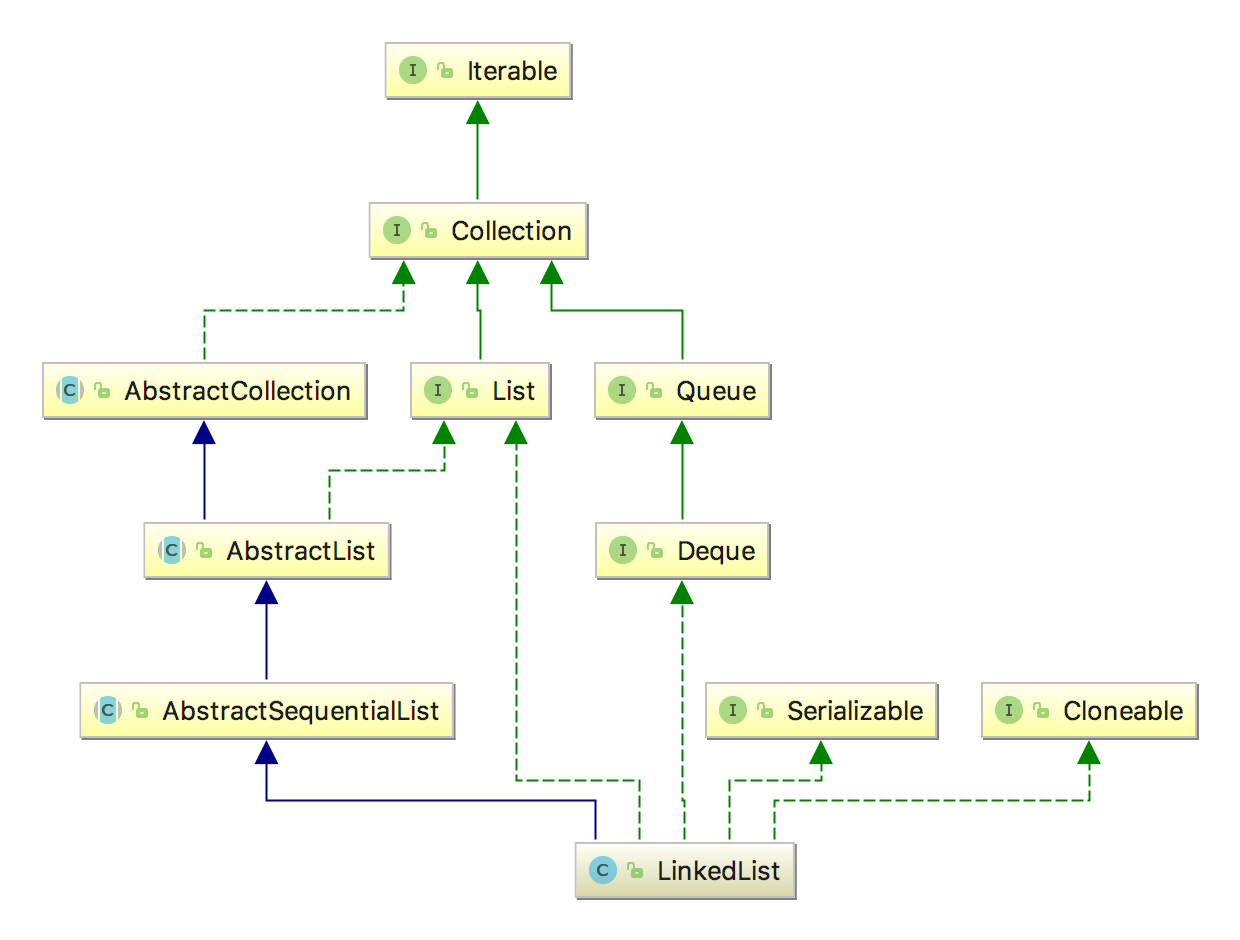 I Iterable
I Collection
C AbstractCollection
I List
I Queue
C AbstractList
I Deque
C AbstractSequentialList
I Serializable
I Cloneable
C LinkedList